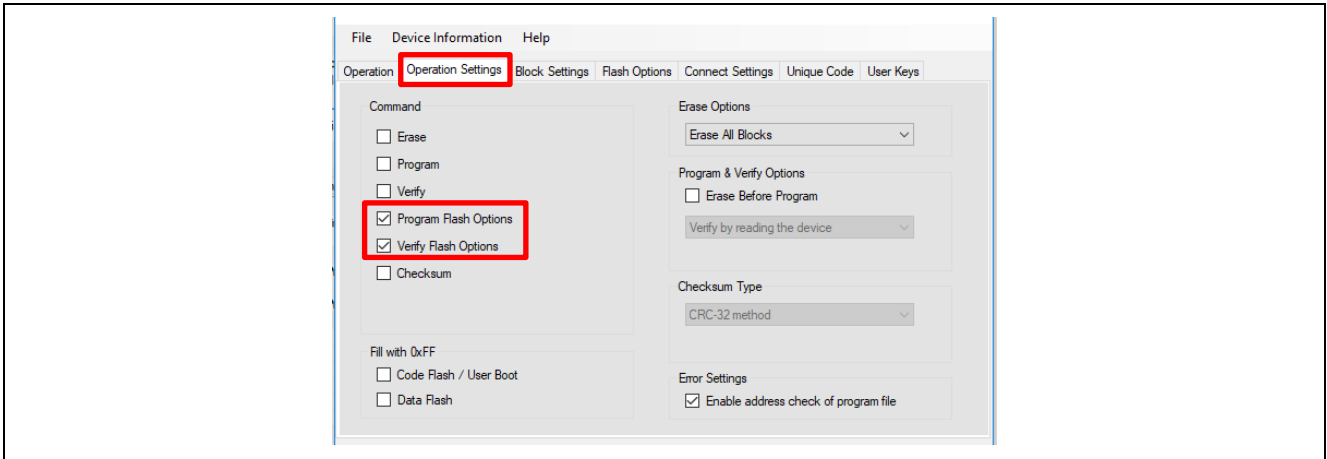 File Device Information Help
Operation Operation Settings Block Settings Flash Options Connect Settings Unique Code User Keys
Command
Erase
Program
Verify
Program Flash Options
Verify Flash Options
Checksum
Fill with 0xFF
Code Flash / User Boot
Data Flash
Erase Options
Erase All Blocks
Program & Verify Options
Erase Before Program
Verify by reading the device
Checksum Type
CRC-32 method
Error Settings
Enable address check of program file